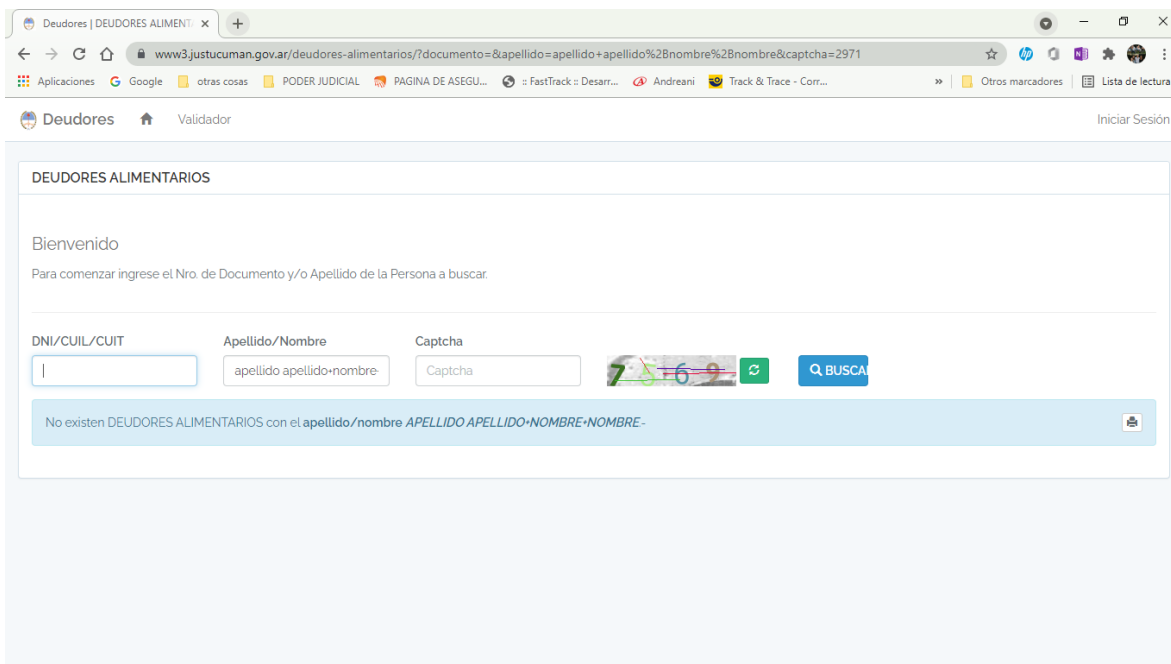 Deudores | DEUDORES ALIMENT
www3.justucuman.gov.ar/deudores-alimentarios/?documento=&apellido=apellido+apellido%2Bnombre%2Bnombre&captcha=2971
Aplicaciones Google otras cosas PODER JUDICIAL PAGINA DE ASEGU... :: FastTrack :: Desarr... Andreani Track & Trace - Corr... » Otros marcadores Lista de lectura
Deudores Validador Iniciar Sesión
DEUDORES ALIMENTARIOS
Bienvenido
Para comenzar ingrese el Nro. de Documento y/o Apellido de la Persona a buscar.
DNI/CUIL/CUIT Apellido/Nombre Captcha
apellido apellido+nombre- Captcha 7 5 6 9 BUSCA
No existen DEUDORES ALIMENTARIOS con el apellido/nombre APELLIDO APELLIDO+NOMBRE+NOMBRE.-